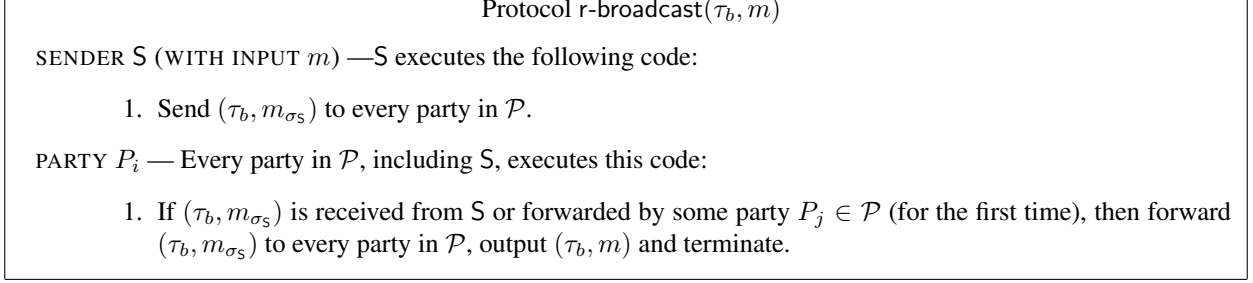 Protocol r-broadcast(τ_b, m)
SENDER S (WITH INPUT m) —S executes the following code:
1. Send (τ_b, m_{σ_S}) to every party in 𝒫.
PARTY P_i — Every party in 𝒫, including S, executes this code:
1. If (τ_b, m_{σ_S}) is received from S or forwarded by some party P_j ∈ 𝒫 (for the first time), then forward
(τ_b, m_{σ_S}) to every party in 𝒫, output (τ_b, m) and terminate.